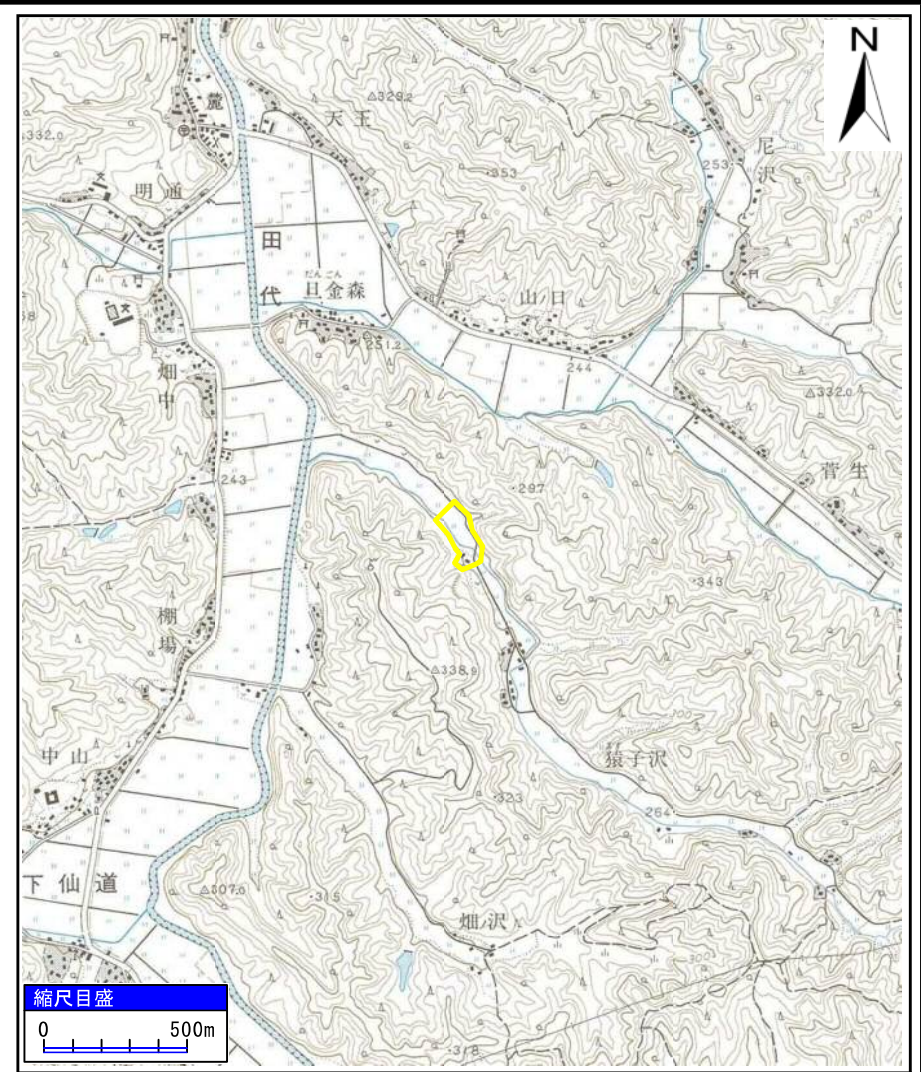 N
麓
天王
△329.2
332.0
・353
253
尼沢
明通
田代
だんごん
旦金森
山ノ日
251.2
244
畑中
243
△332.0
菅生
・297
・343
棚場
△338.9
中山
猿子沢
・323
264
下仙道
△307.0
・315
畑ノ沢
300
・318
縮尺目盛
0
500m